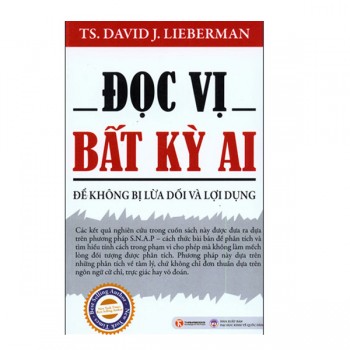 TS. DAVID J. LIEBERMAN
ĐỌC VỊ
BẤT KỲ AI
ĐỂ KHÔNG BỊ LỪA DỐI VÀ LỢI DỤNG
Các kết quả nghiên cứu trong cuốn sách này được đưa ra dựa
trên phương pháp S.N.A.P – cách thức bài bản để phân tích và
tìm hiểu tính cách trong phạm vi cho phép mà không làm mếch
lòng đối tượng được phân tích. Phương pháp này dựa trên
những phân tích về tâm lý, chứ không chỉ đơn thuần dựa trên
ngôn ngữ cử chỉ, trực giác hay võ đoán.
Best Selling Author